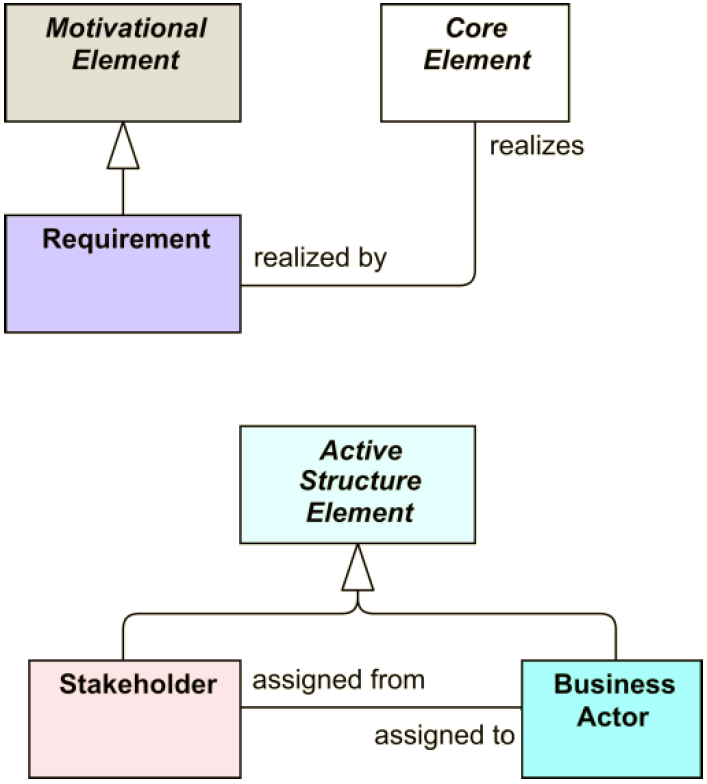 Motivational
Element
Core
Element
realizes
Requirement
realized by
Active
Structure
Element
Stakeholder
assigned from
Business
Actor
assigned to